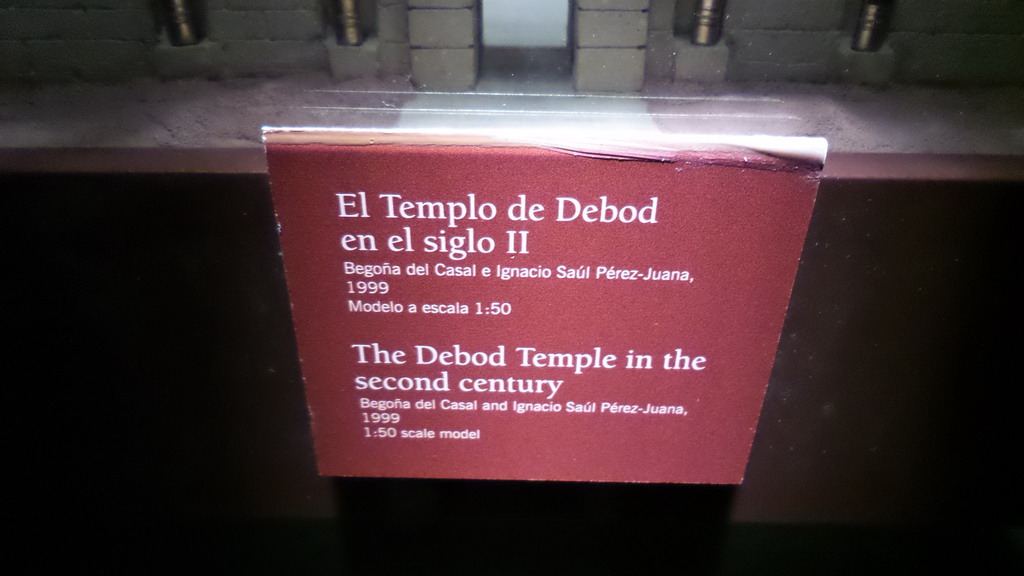 El Templo de Debod
en el siglo II
Begoña del Casal e Ignacio Saúl Pérez-Juana,
1999
Modelo a escala 1:50
The Debod Temple in the
second century
Begoña del Casal and Ignacio Saúl Pérez-Juana,
1999
1:50 scale model